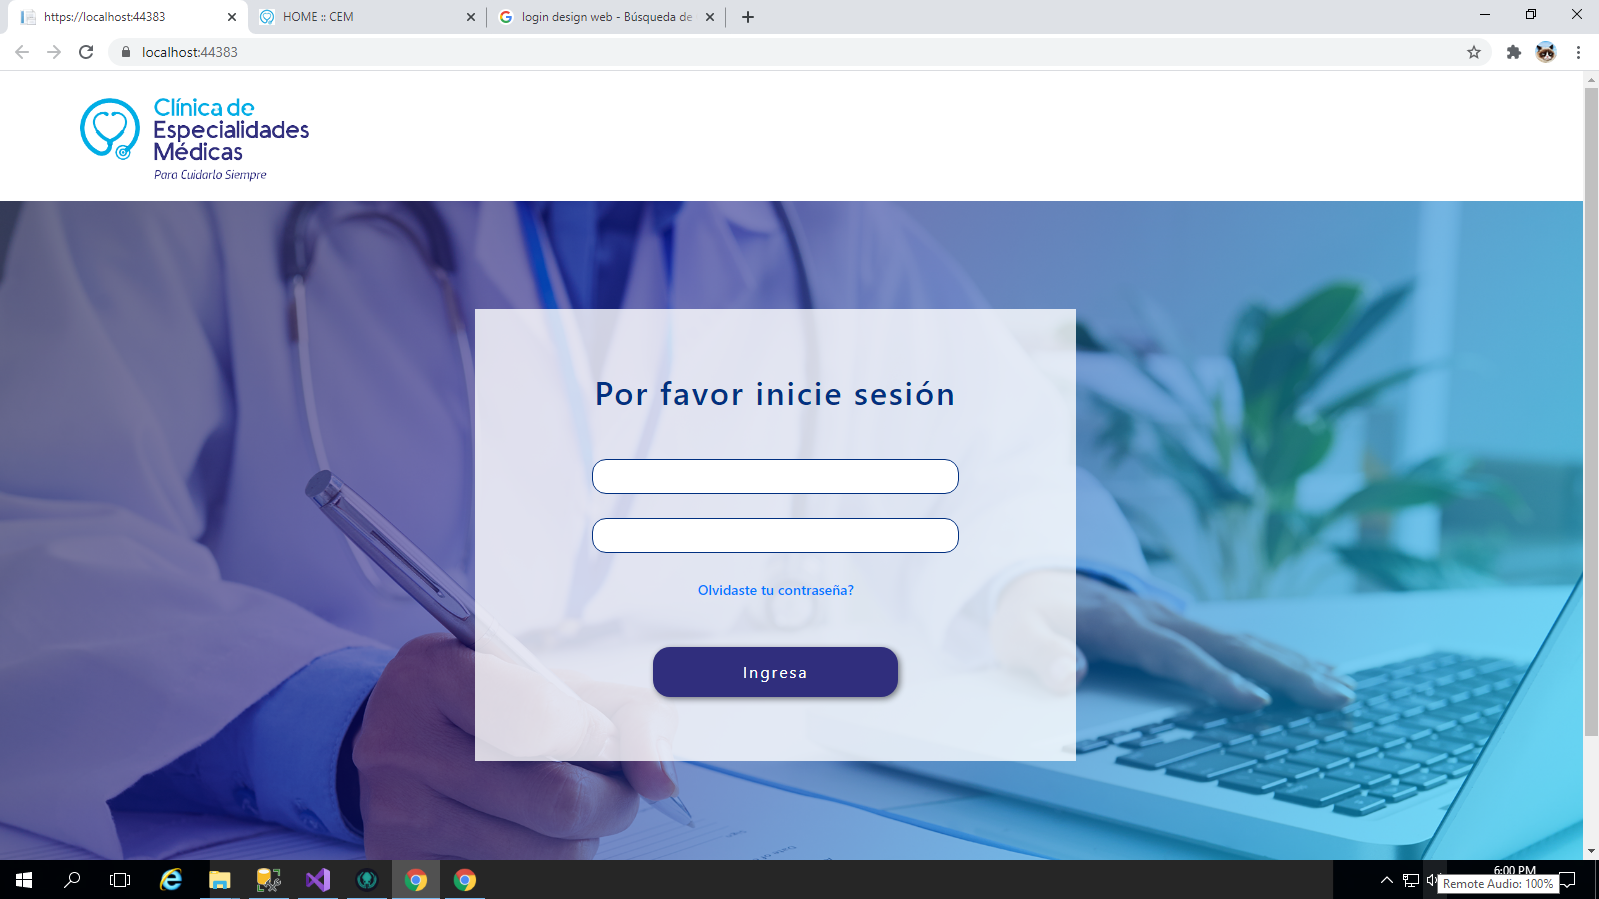 https://localhost:44383
HOME :: CEM
login design web - Búsqueda de
localhost:44383
Clínica de
Especialidades
Médicas
Para Cuidarlo Siempre
Por favor inicie sesión
Olvidaste tu contraseña?
Ingresa
6:00 PM
Remote Audio: 100%